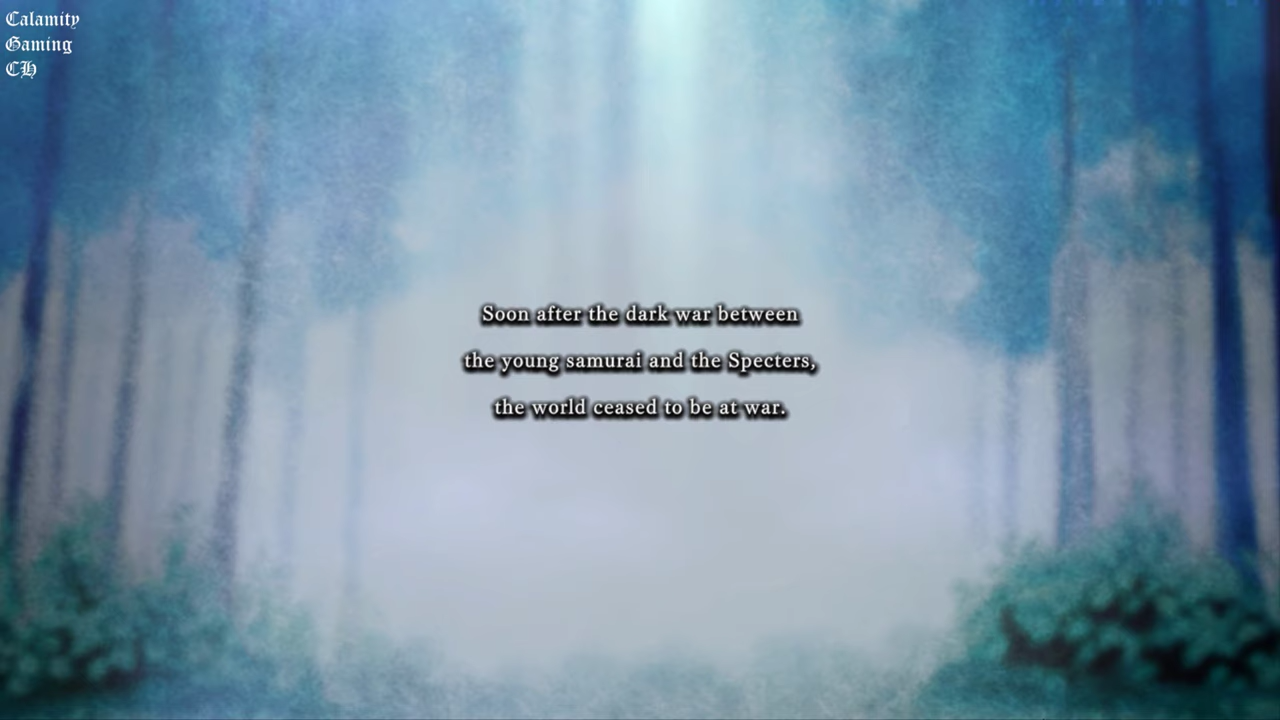 Calamity
Gaming
CH
Soon after the dark war between
the young samurai and the Specters,
the world ceased to be at war.